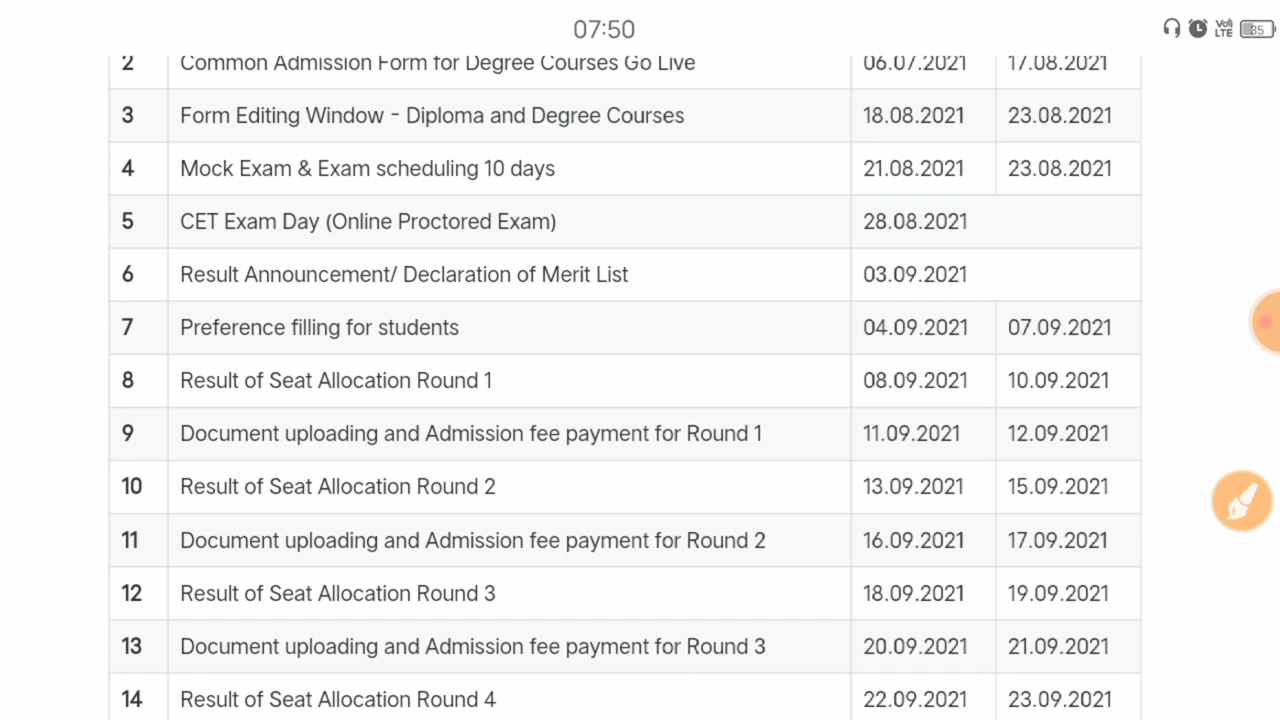 07:50
Vol) LTE 35
2 Common Admission Form for Degree Courses Go Live 06.07.2021 17.08.2021
3 Form Editing Window - Diploma and Degree Courses 18.08.2021 23.08.2021
4 Mock Exam & Exam scheduling 10 days 21.08.2021 23.08.2021
5 CET Exam Day (Online Proctored Exam) 28.08.2021
6 Result Announcement/ Declaration of Merit List 03.09.2021
7 Preference filling for students 04.09.2021 07.09.2021
8 Result of Seat Allocation Round 1 08.09.2021 10.09.2021
9 Document uploading and Admission fee payment for Round 1 11.09.2021 12.09.2021
10 Result of Seat Allocation Round 2 13.09.2021 15.09.2021
11 Document uploading and Admission fee payment for Round 2 16.09.2021 17.09.2021
12 Result of Seat Allocation Round 3 18.09.2021 19.09.2021
13 Document uploading and Admission fee payment for Round 3 20.09.2021 21.09.2021
14 Result of Seat Allocation Round 4 22.09.2021 23.09.2021